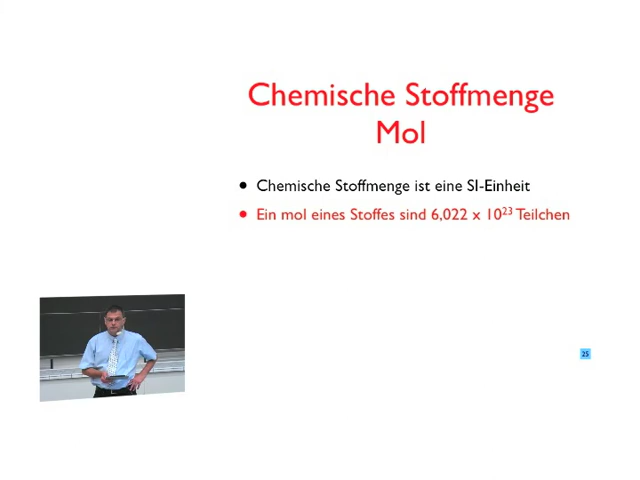 Chemische Stoffmenge
Mol
• Chemische Stoffmenge ist eine SI-Einheit
• Ein mol eines Stoffes sind 6,022 x 10²³ Teilchen
25